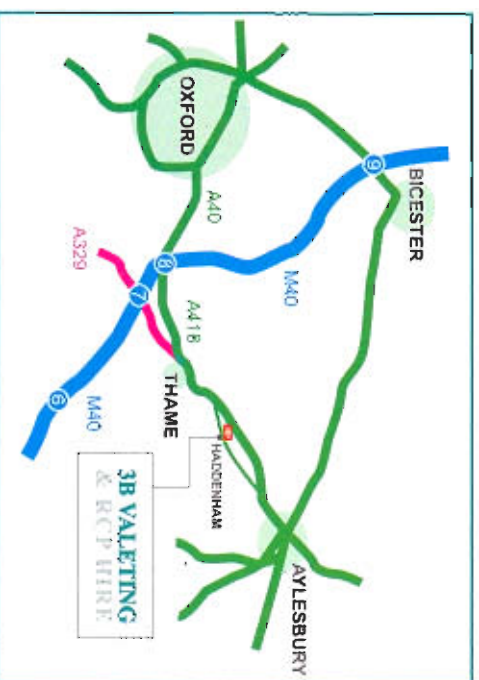 BICESTER
9
OXFORD
A40
M40
8
A418
A329
7
THAME
HADDENHAM
AYLESBURY
6
M40
3B VALETING
& RCP HIRE